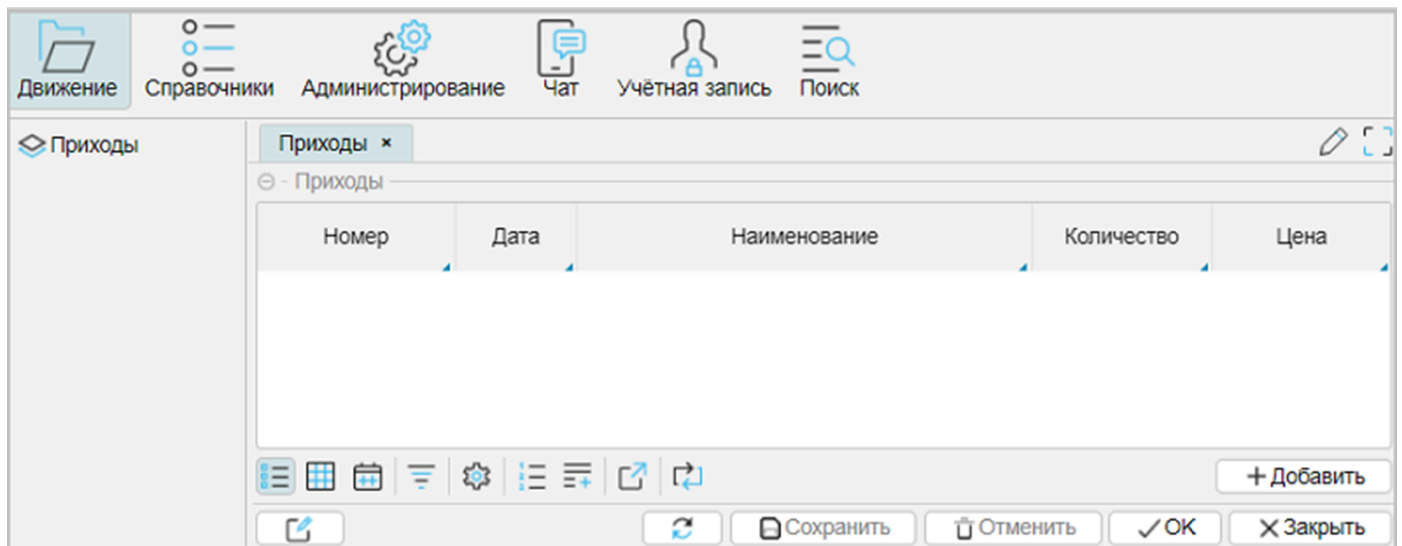 Движение Справочники Администрирование Чат Учётная запись Поиск
Приходы
Приходы ×
Приходы
Номер Дата Наименование Количество Цена
+ Добавить
Сохранить Отменить ОК Закрыть